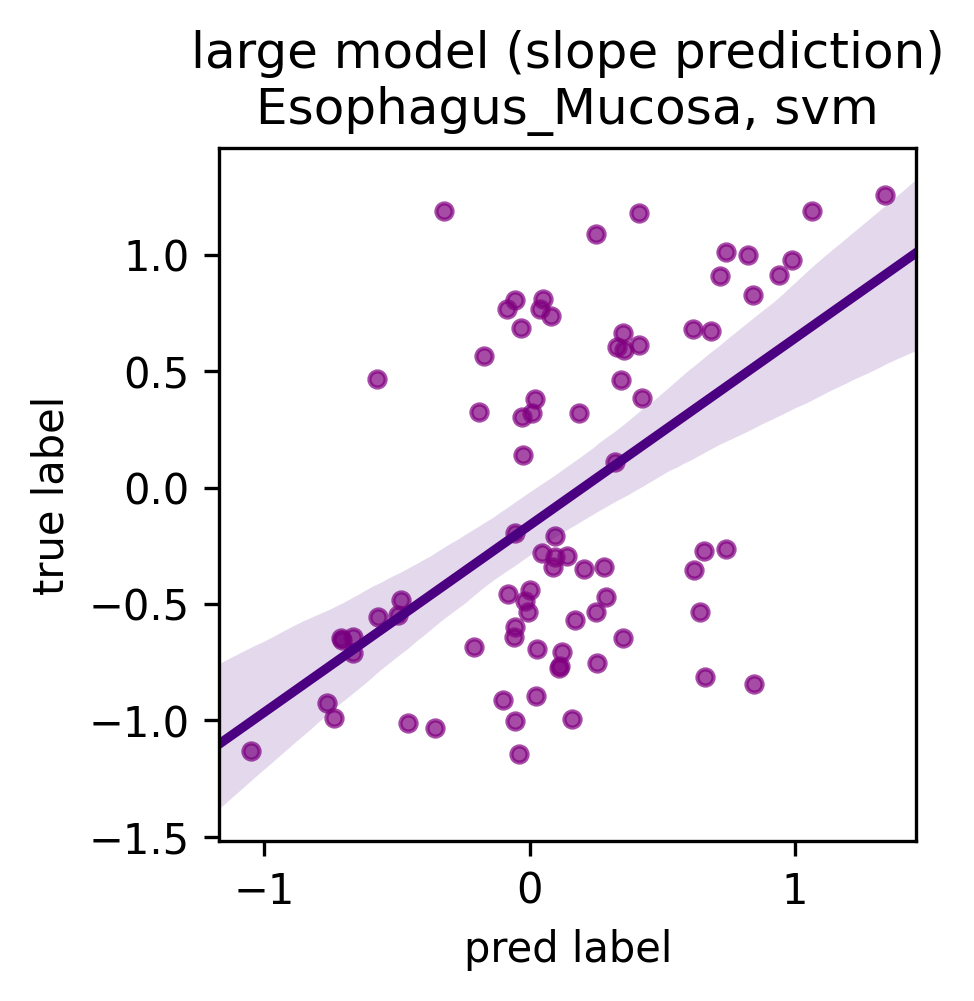 large model (slope prediction)
Esophagus_Mucosa, svm
1.0
0.5
0.0
−0.5
−1.0
−1.5
true label
−1 0 1
pred label